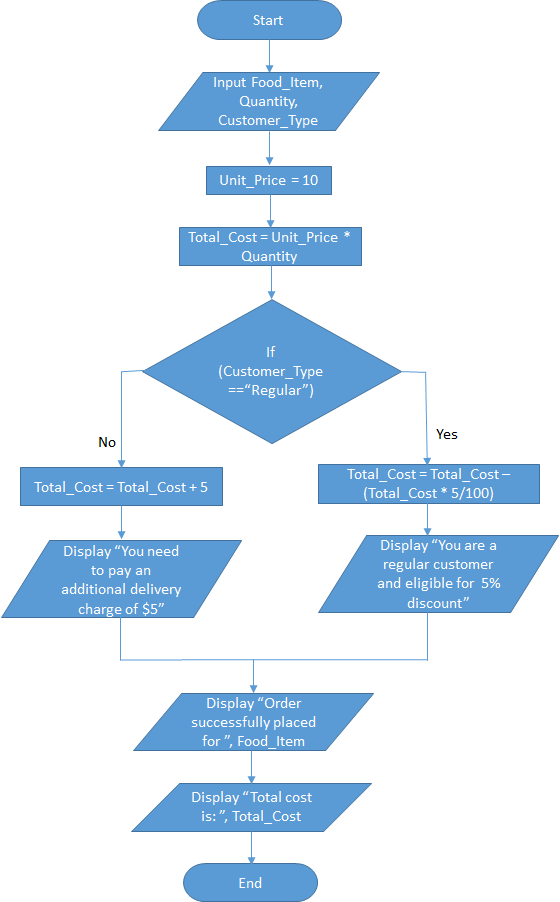 Start
Input Food_Item,
Quantity,
Customer_Type
Unit_Price = 10
Total_Cost = Unit_Price *
Quantity
If
(Customer_Type
==“Regular”)
No
Yes
Total_Cost = Total_Cost + 5
Total_Cost = Total_Cost –
(Total_Cost * 5/100)
Display “You need
to pay an
additional delivery
charge of $5”
Display “You are a
regular customer
and eligible for 5%
discount”
Display “Order
successfully placed
for ”, Food_Item
Display “Total cost
is: ”, Total_Cost
End